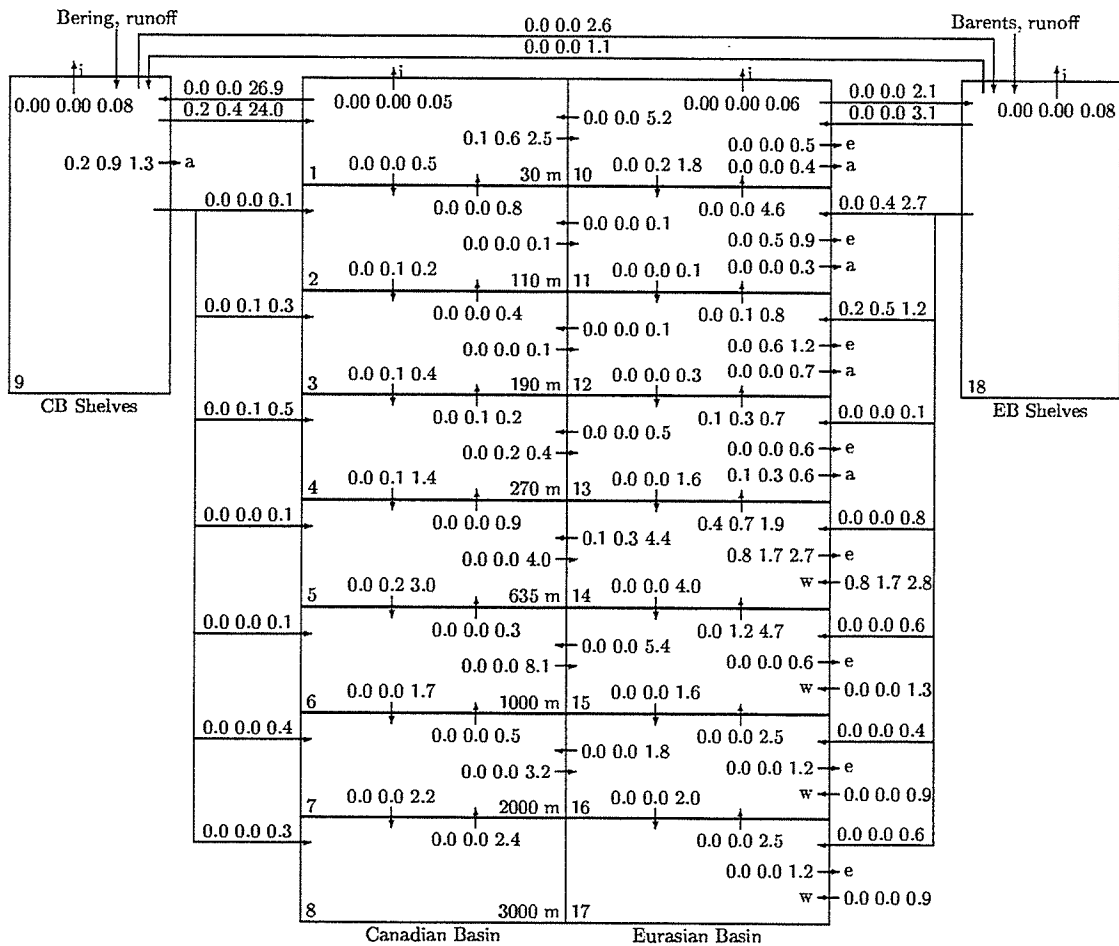 Bering, runoff
0.0 0.0 2.6
Barents, runoff
0.0 0.0 1.1
i
i
i
i
0.00 0.00 0.08
0.0 0.0 26.9
0.00 0.00 0.05
0.00 0.00 0.06
0.0 0.0 2.1
0.00 0.00 0.08
0.2 0.4 24.0
0.0 0.0 5.2
0.0 0.0 3.1
0.1 0.6 2.5
0.0 0.0 0.5 e
0.2 0.9 1.3 a
0.0 0.0 0.5
0.0 0.2 1.8
0.0 0.0 0.4 a
1
30 m
10
0.0 0.0 0.1
0.0 0.0 0.8
0.0 0.0 4.6
0.0 0.4 2.7
0.0 0.0 0.1
0.0 0.0 0.1
0.0 0.5 0.9 e
0.0 0.1 0.2
0.0 0.0 0.1
0.0 0.0 0.3 a
2
110 m
11
0.0 0.1 0.3
0.0 0.0 0.4
0.0 0.1 0.8
0.2 0.5 1.2
0.0 0.0 0.1
0.0 0.0 0.1
0.0 0.6 1.2 e
0.0 0.1 0.4
0.0 0.0 0.3
0.0 0.0 0.7 a
9
3
190 m
12
18
CB Shelves
EB Shelves
0.0 0.1 0.5
0.0 0.1 0.2
0.1 0.3 0.7
0.0 0.0 0.1
0.0 0.0 0.5
0.0 0.2 0.4
0.0 0.0 0.6 e
0.0 0.1 1.4
0.0 0.0 1.6
0.1 0.3 0.6 a
4
270 m
13
0.0 0.0 0.1
0.0 0.0 0.9
0.4 0.7 1.9
0.0 0.0 0.8
0.1 0.3 4.4
0.0 0.0 4.0
0.8 1.7 2.7 e
0.0 0.2 3.0
0.0 0.0 4.0
w 0.8 1.7 2.8
5
635 m
14
0.0 0.0 0.1
0.0 0.0 0.3
0.0 1.2 4.7
0.0 0.0 0.6
0.0 0.0 5.4
0.0 0.0 8.1
0.0 0.0 0.6 e
0.0 0.0 1.7
0.0 0.0 1.6
w 0.0 0.0 1.3
6
1000 m
15
0.0 0.0 0.4
0.0 0.0 0.5
0.0 0.0 2.5
0.0 0.0 0.4
0.0 0.0 1.8
0.0 0.0 3.2
0.0 0.0 1.2 e
0.0 0.0 2.2
0.0 0.0 2.0
w 0.0 0.0 0.9
7
2000 m
16
0.0 0.0 0.3
0.0 0.0 2.4
0.0 0.0 2.5
0.0 0.0 0.6
0.0 0.0 1.2 e
w 0.0 0.0 0.9
8
3000 m
17
Canadian Basin
Eurasian Basin